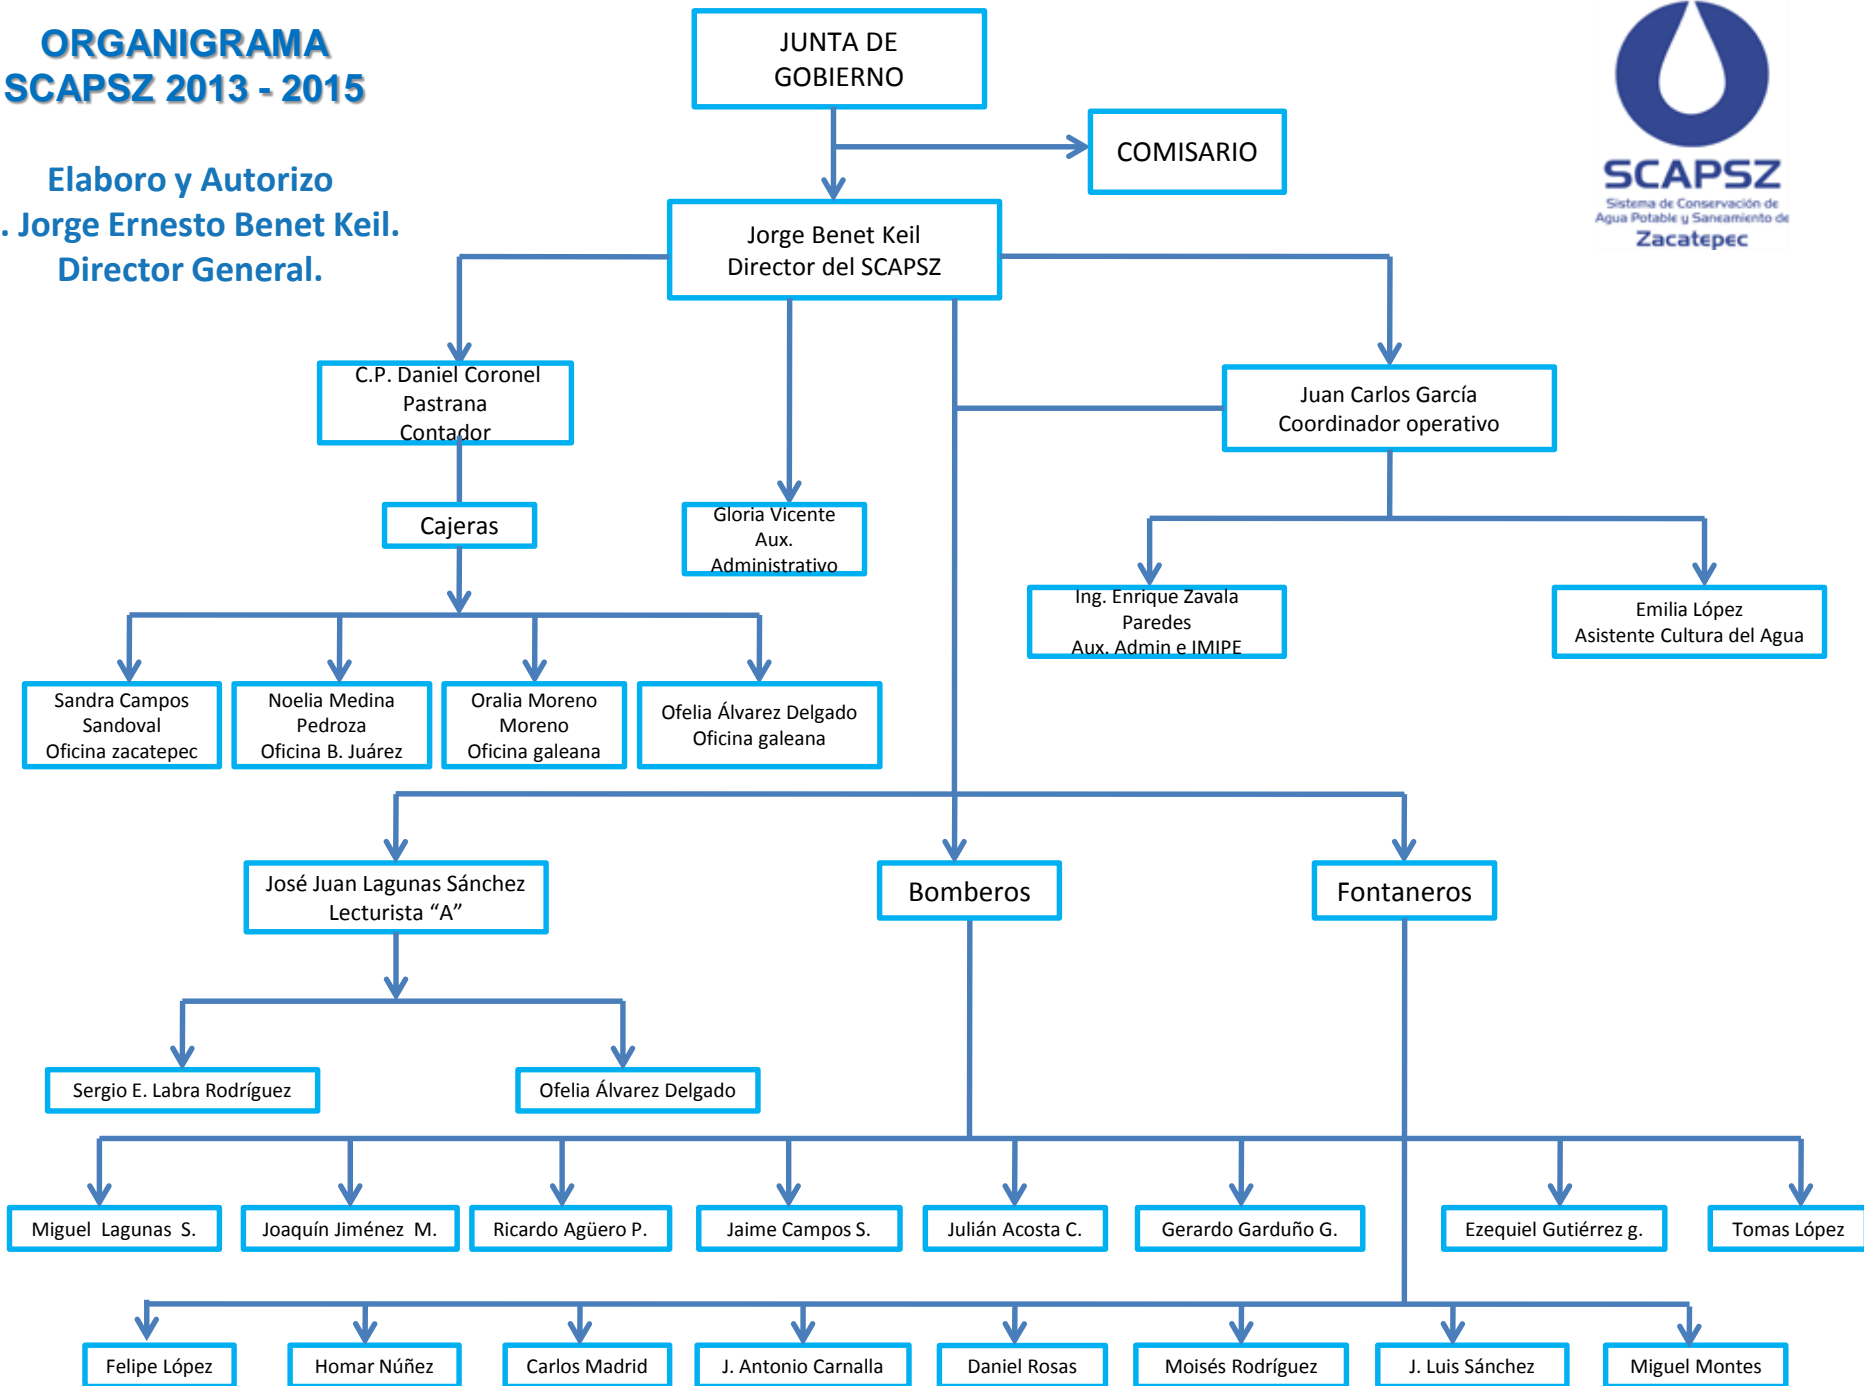 ORGANIGRAMA
SCAPSZ 2013 - 2015
Elaboro y Autorizo
. Jorge Ernesto Benet Keil.
Director General.
JUNTA DE
GOBIERNO
COMISARIO
SCAPSZ
Sistema de Conservación de
Agua Potable y Saneamiento de
Zacatepec
Jorge Benet Keil
Director del SCAPSZ
C.P. Daniel Coronel
Pastrana
Contador
Juan Carlos García
Coordinador operativo
Cajeras
Gloria Vicente
Aux.
Administrativo
Ing. Enrique Zavala
Paredes
Aux. Admin e IMIPE
Emilia López
Asistente Cultura del Agua
Sandra Campos
Sandoval
Oficina zacatepec
Noelia Medina
Pedroza
Oficina B. Juárez
Oralia Moreno
Moreno
Oficina galeana
Ofelia Álvarez Delgado
Oficina galeana
José Juan Lagunas Sánchez
Lecturista “A”
Bomberos
Fontaneros
Sergio E. Labra Rodríguez
Ofelia Álvarez Delgado
Miguel Lagunas S.
Joaquín Jiménez M.
Ricardo Agüero P.
Jaime Campos S.
Julián Acosta C.
Gerardo Garduño G.
Ezequiel Gutiérrez g.
Tomas López
Felipe López
Homar Núñez
Carlos Madrid
J. Antonio Carnalla
Daniel Rosas
Moisés Rodríguez
J. Luis Sánchez
Miguel Montes